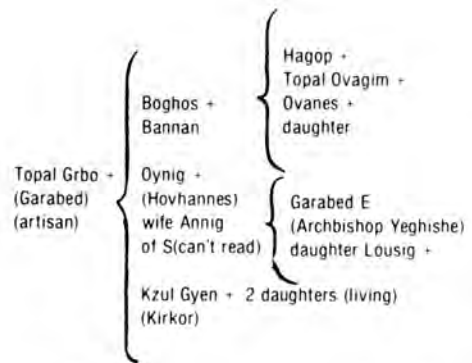 Hagop +
Topal Ovagim +
Ovanes +
daughter
Boghos +
Bannan
Topal Grbo +
(Garabed)
(artisan)
Oynig +
(Hovhannes)
wife Annig
of S(can't read)
Garabed E
(Archbishop Yeghishe)
daughter Lousig +
Kzul Gyen + 2 daughters (living)
(Kirkor)